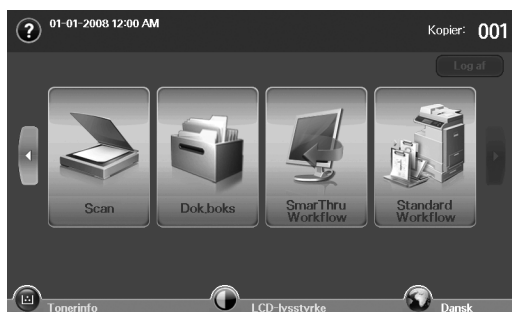 01-01-2008 12:00 AM
Kopier: 001
Log af
Scan
Dok.boks
SmarThru
Workflow
Standard
Workflow
Tonerinfo
LCD-lysstyrke
Dansk